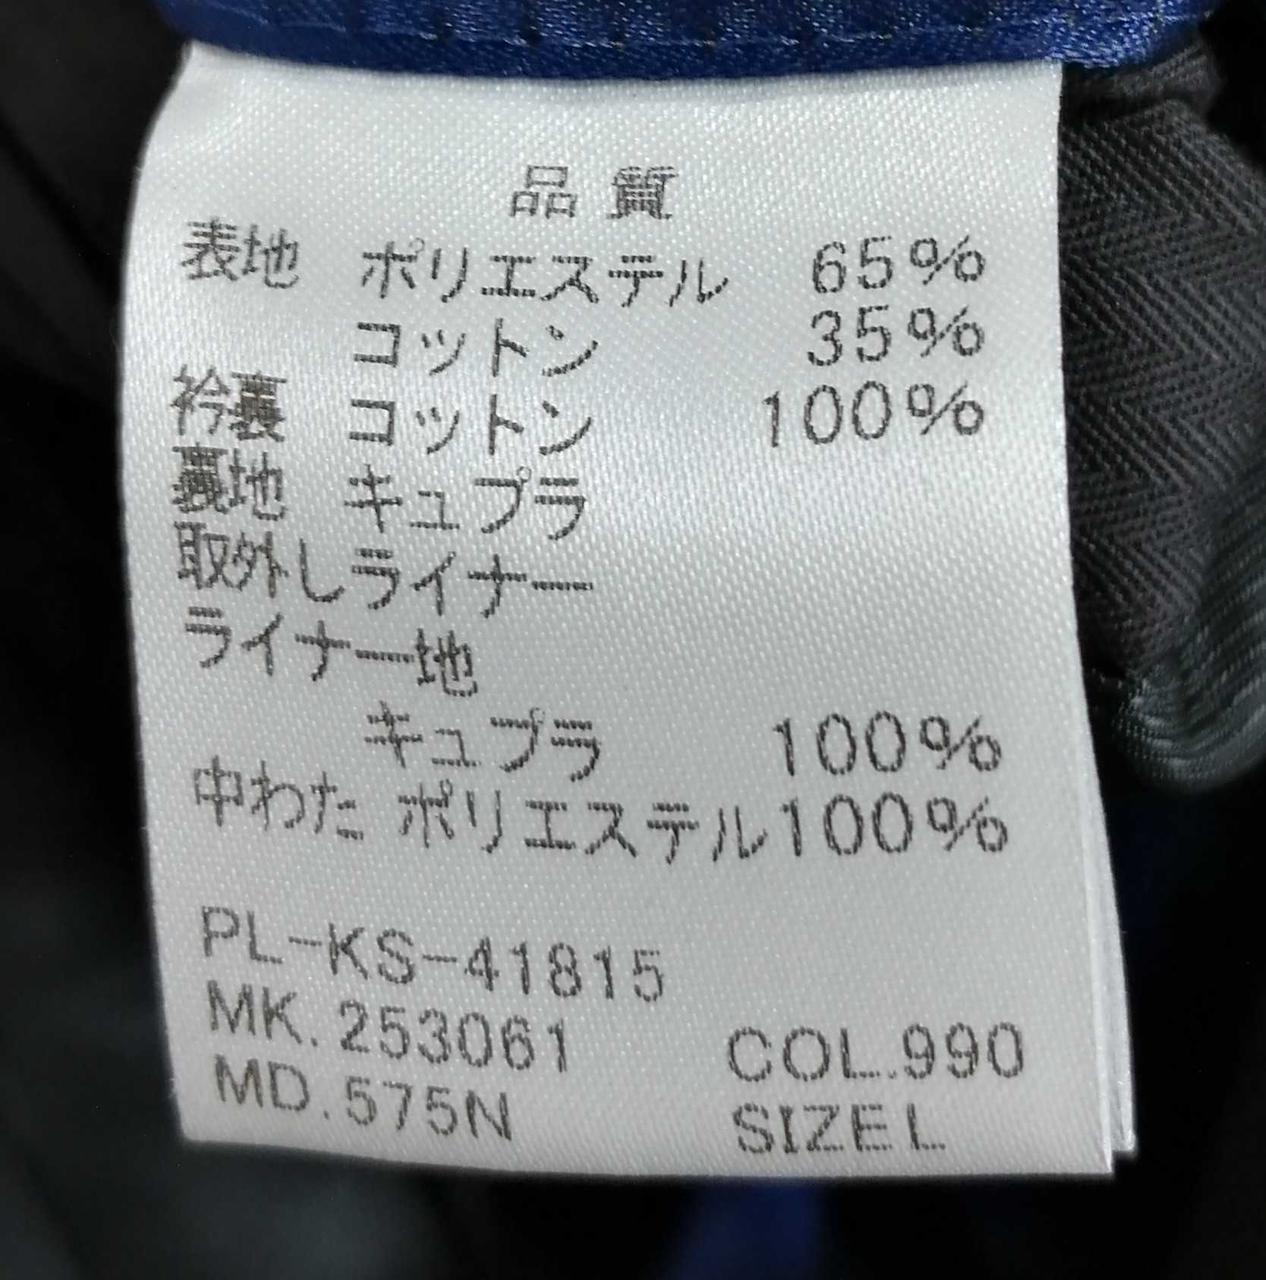 品質
表地 ポリエステル 65%
コットン 35%
衿裏 コットン 100%
裏地 キュプラ
取外しライナー
ライナー地
キュプラ 100%
中わた ポリエステル100%
PL-KS-41815
MK.253061 COL.990
MD.575N SIZE L